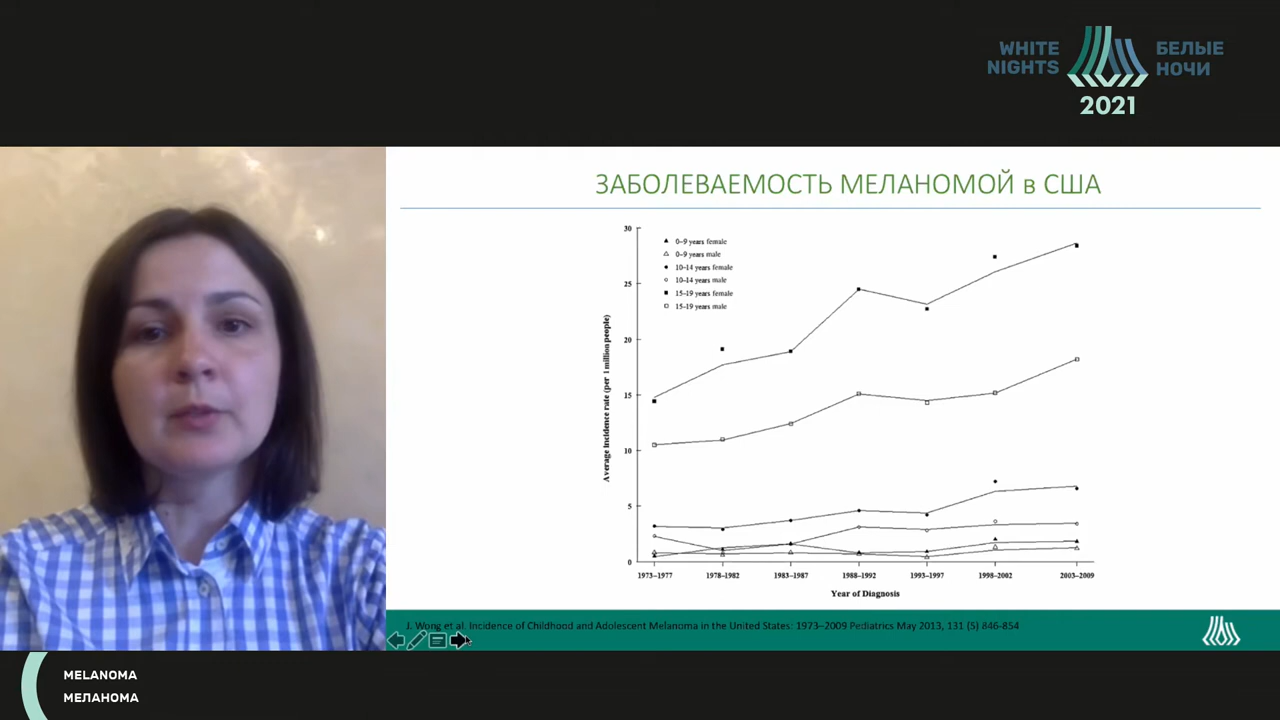 WHITE
NIGHTS
БЕЛЫЕ
НОЧИ
2021
ЗАБОЛЕВАЕМОСТЬ МЕЛАНОМОЙ в США
30
25
20
15
10
5
0
Average incidence rate (per 1 million people)
0–9 years female
0–9 years male
10–14 years female
10–14 years male
15–19 years female
15–19 years male
1973–1977
1978–1982
1983–1987
1988–1992
1993–1997
1998–2002
2003–2009
Year of Diagnosis
J. Wong et al. Incidence of Childhood and Adolescent Melanoma in the United States: 1973–2009 Pediatrics May 2013, 131 (5) 846-854
MELANOMA
МЕЛАНОМА